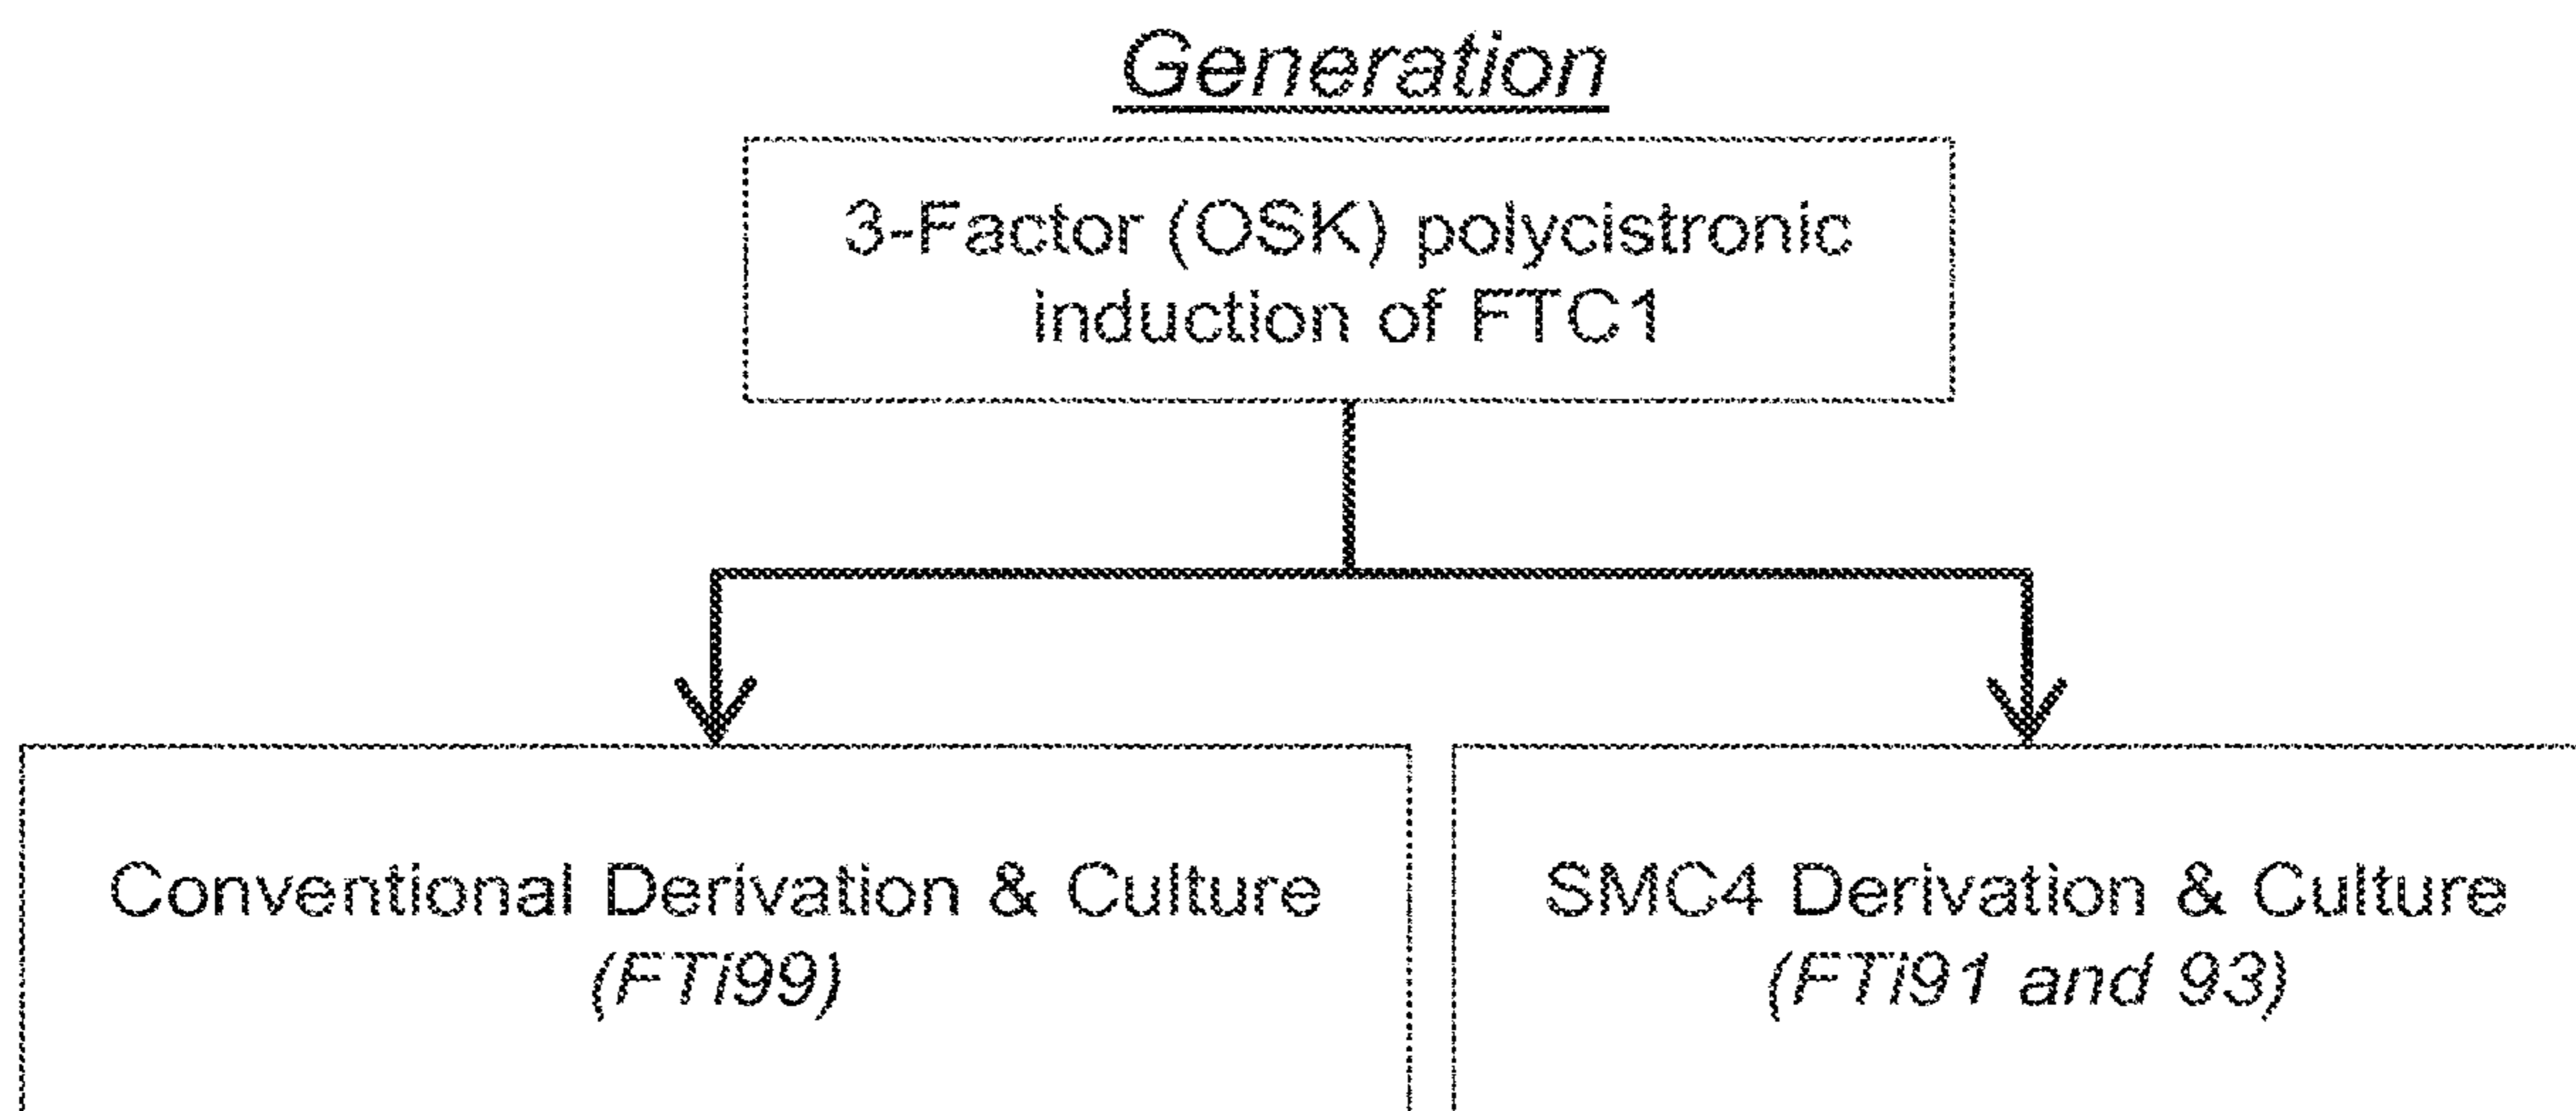 Generation
3-Factor (OSK) polycistronic
induction of FTC1
Conventional Derivation & Culture
(FTi99)
SMC4 Derivation & Culture
(FTi91 and 93)